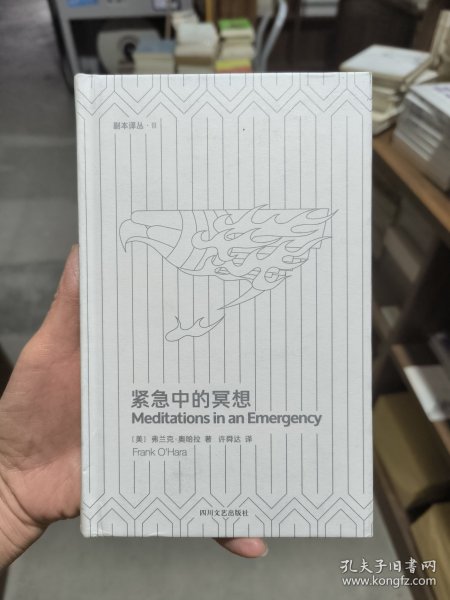 副本译丛·II
紧急中的冥想
Meditations in an Emergency
［美］弗兰克·奥哈拉 著 许舜达 译
Frank O'Hara
四川文艺出版社
孔夫子旧书网
www.kongfz.com